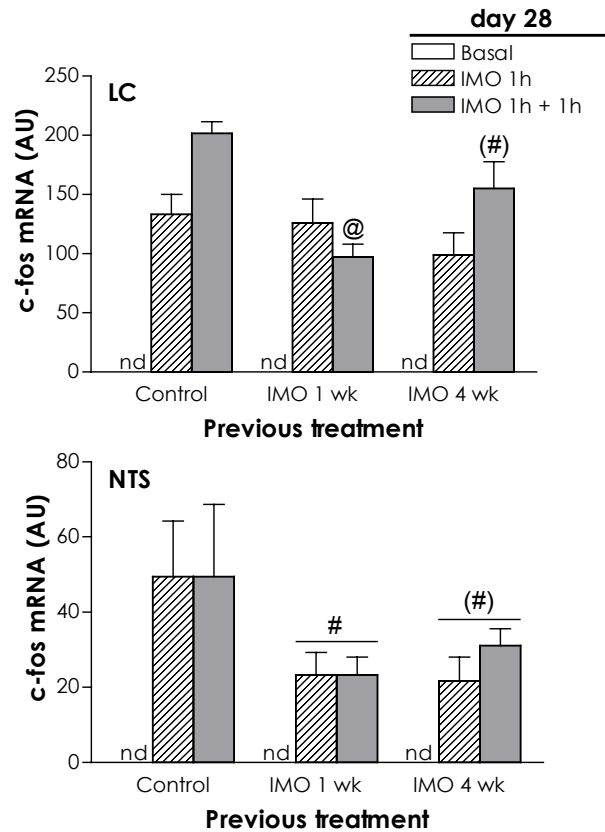 day 28
Basal
IMO 1h
IMO 1h + 1h
LC
c-fos mRNA (AU)
250
200
150
100
50
0
(#)
@
nd
nd
nd
Control
IMO 1 wk
IMO 4 wk
Previous treatment
NTS
c-fos mRNA (AU)
80
60
40
20
0
#
(#)
nd
nd
nd
Control
IMO 1 wk
IMO 4 wk
Previous treatment